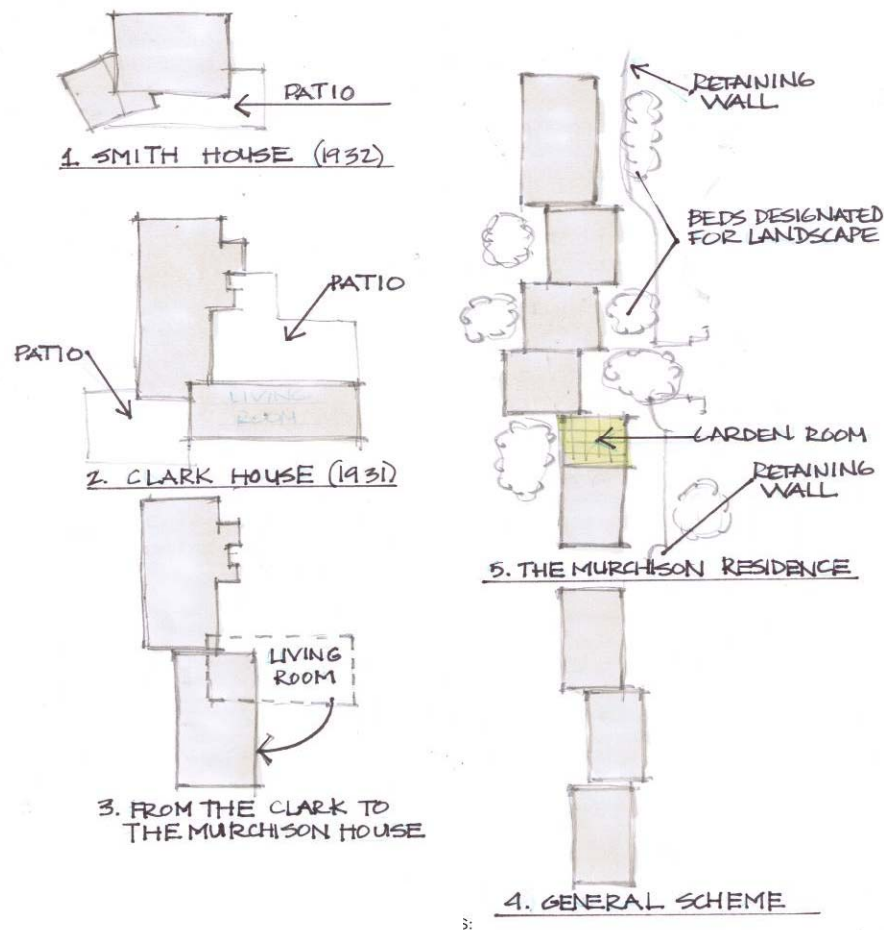 PATIO
1. SMITH HOUSE (1932)
PATIO
PATIO
LIVING
ROOM
2. CLARK HOUSE (1931)
LIVING
ROOM
3. FROM THE CLARK TO
THE MURCHISON HOUSE
RETAINING
WALL
BEDS DESIGNATED
FOR LANDSCAPE
GARDEN ROOM
RETAINING
WALL
5. THE MURCHISON RESIDENCE
4. GENERAL SCHEME
s: